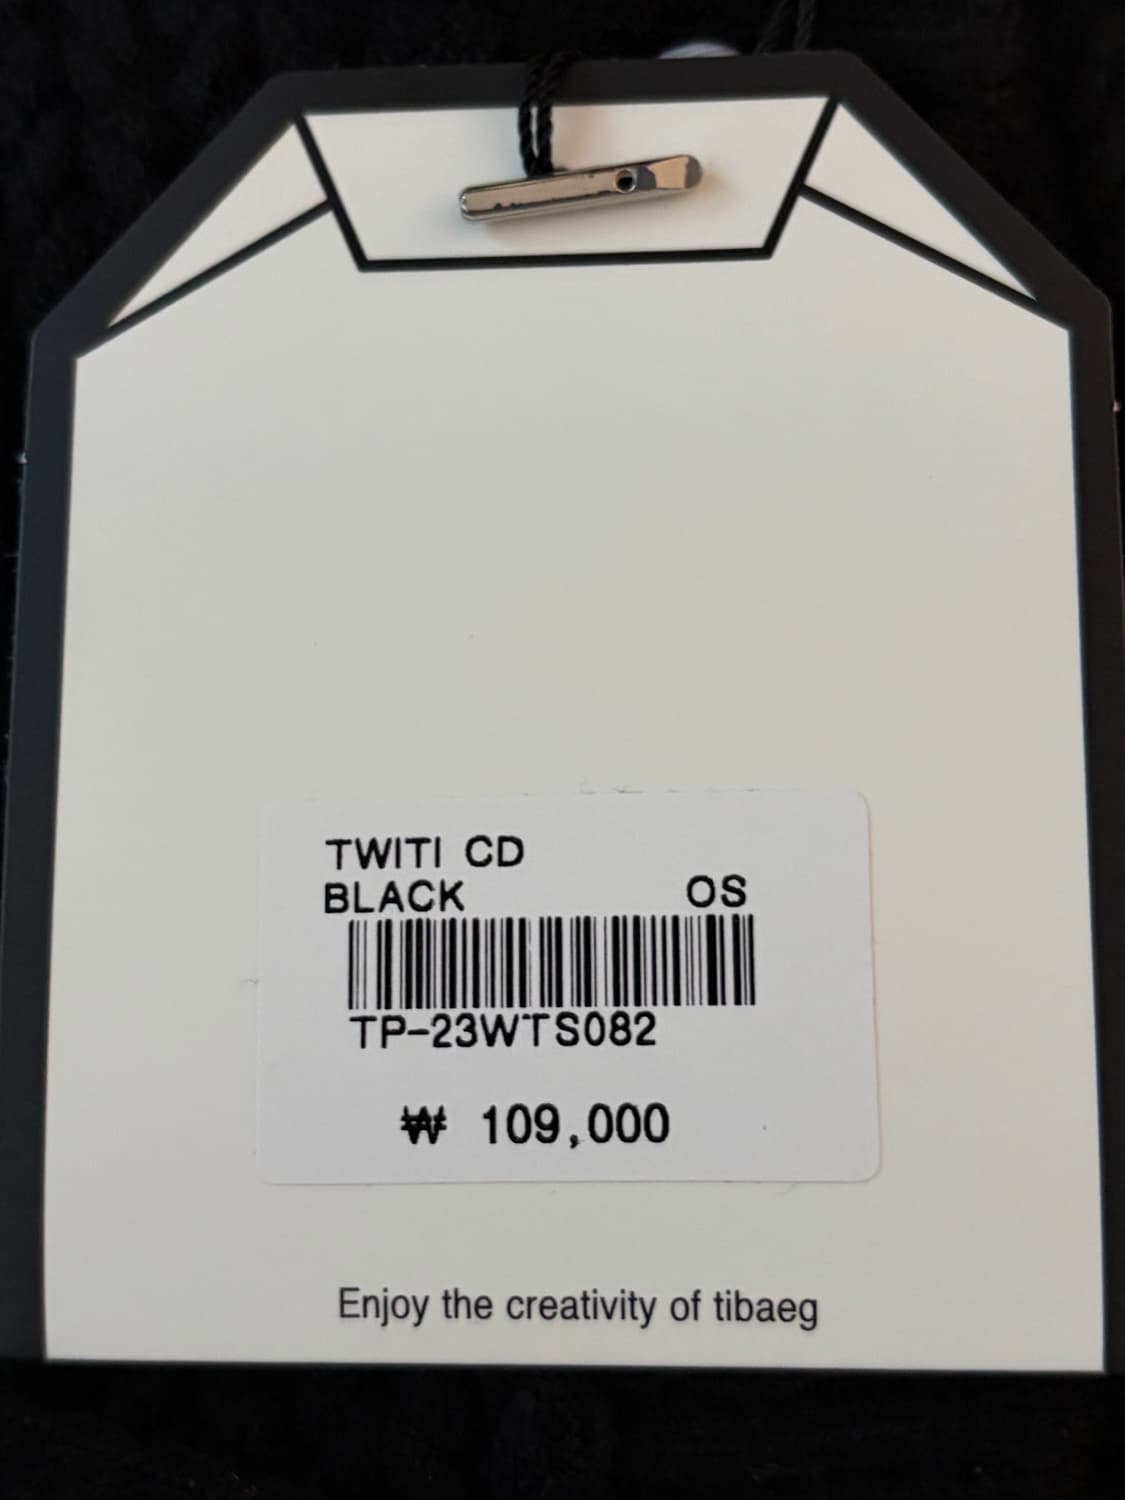 TWITI CD
BLACK OS
TP-23WTS082
₩ 109,000
Enjoy the creativity of tibaeg